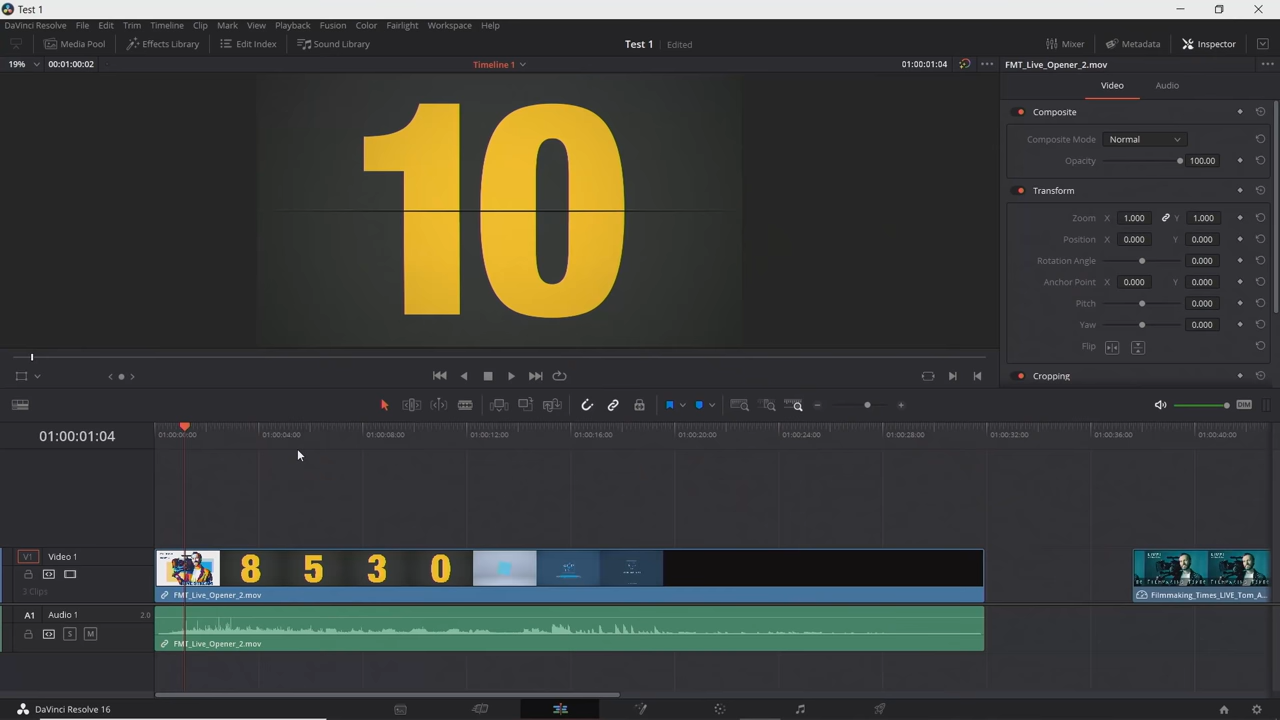 Test 1
DaVinci Resolve File Edit Trim Timeline Clip Mark View Playback Fusion Color Fairlight Workspace Help
Media Pool Effects Library Edit Index Sound Library Test 1 Edited Mixer Metadata Inspector
19% 00:01:00:02 Timeline 1 01:00:01:04 FMT_Live_Opener_2.mov
Video Audio
Composite
Composite Mode Normal
Opacity 100.00
Transform
Zoom X 1.000 Y 1.000
Position X 0.000 Y 0.000
Rotation Angle 0.000
Anchor Point X 0.000 Y 0.000
Pitch 0.000
Yaw 0.000
Flip
Cropping
10
DIM
01:00:01:04 01:00:00:00 01:00:04:00 01:00:08:00 01:00:12:00 01:00:16:00 01:00:20:00 01:00:24:00 01:00:28:00 01:00:32:00 01:00:36:00 01:00:40:00
V1 Video 1
8 5 3 0
3 Clips
FMT_Live_Opener_2.mov Filmmaking_Times_LIVE_Tom_A...
A1 Audio 1 2.0
S M
FMT_Live_Opener_2.mov
DaVinci Resolve 16